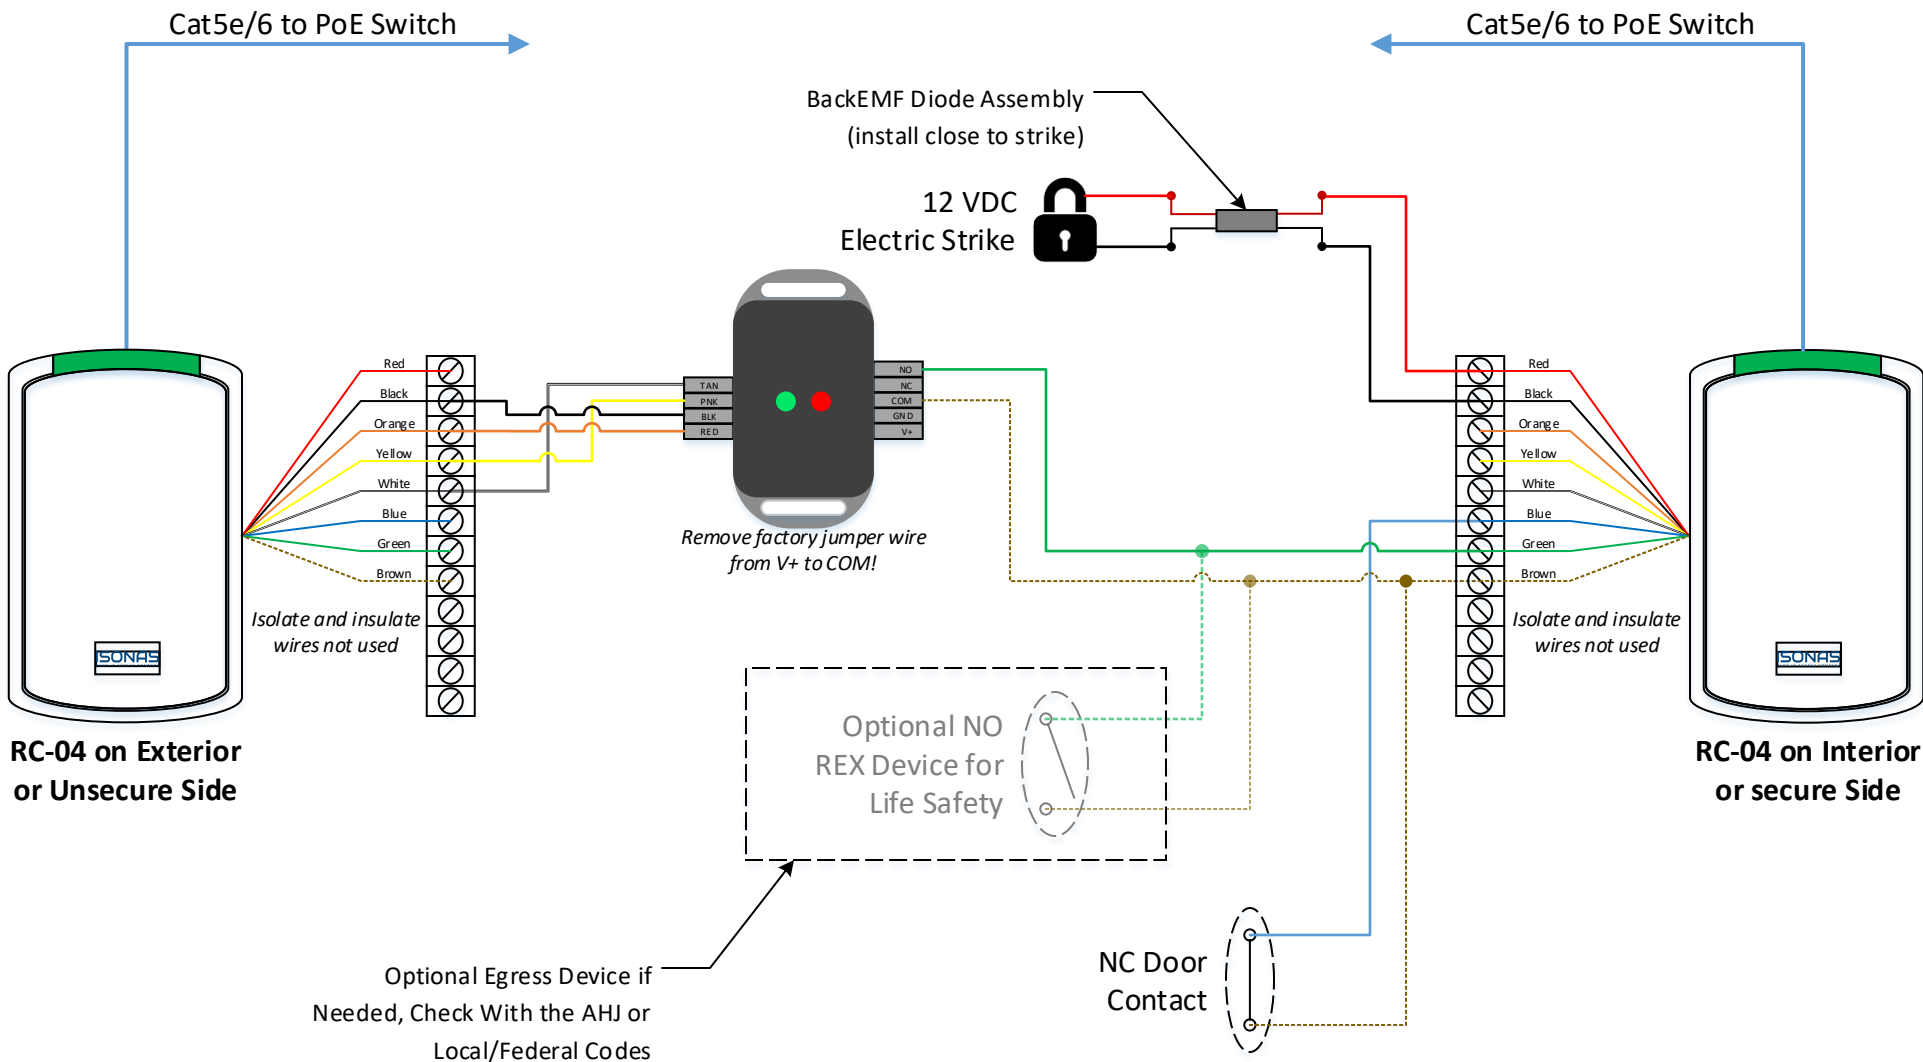 Cat5e/6 to PoE Switch
Cat5e/6 to PoE Switch
BackEMF Diode Assembly
(install close to strike)
12 VDC
Electric Strike
Red
Black
Orange
Yellow
White
Blue
Green
Brown
Isolate and insulate
wires not used
TAN
PNK
BLK
RED
NO
NC
COM
GND
V+
Remove factory jumper wire
from V+ to COM!
Red
Black
Orange
Yellow
White
Blue
Green
Brown
Isolate and insulate
wires not used
ISONAS
ISONAS
RC-04 on Exterior
or Unsecure Side
Optional NO
REX Device for
Life Safety
RC-04 on Interior
or secure Side
Optional Egress Device if
Needed, Check With the AHJ or
Local/Federal Codes
NC Door
Contact